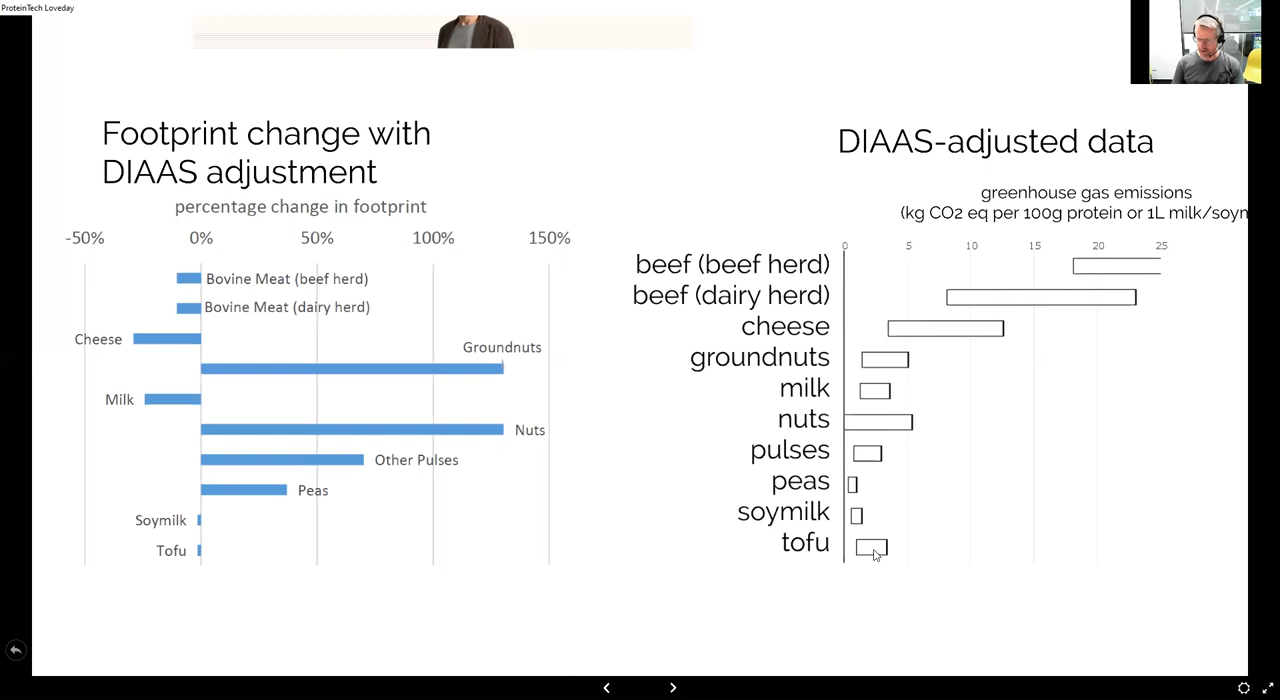 ProteinTech Loveday
Footprint change with
DIAAS adjustment
percentage change in footprint
-50%
0%
50%
100%
150%
Bovine Meat (beef herd)
Bovine Meat (dairy herd)
Cheese
Groundnuts
Milk
Nuts
Other Pulses
Peas
Soymilk
Tofu
DIAAS-adjusted data
greenhouse gas emissions
(kg CO2 eq per 100g protein or 1L milk/soyn
0
5
10
15
20
25
beef (beef herd)
beef (dairy herd)
cheese
groundnuts
milk
nuts
pulses
peas
soymilk
tofu